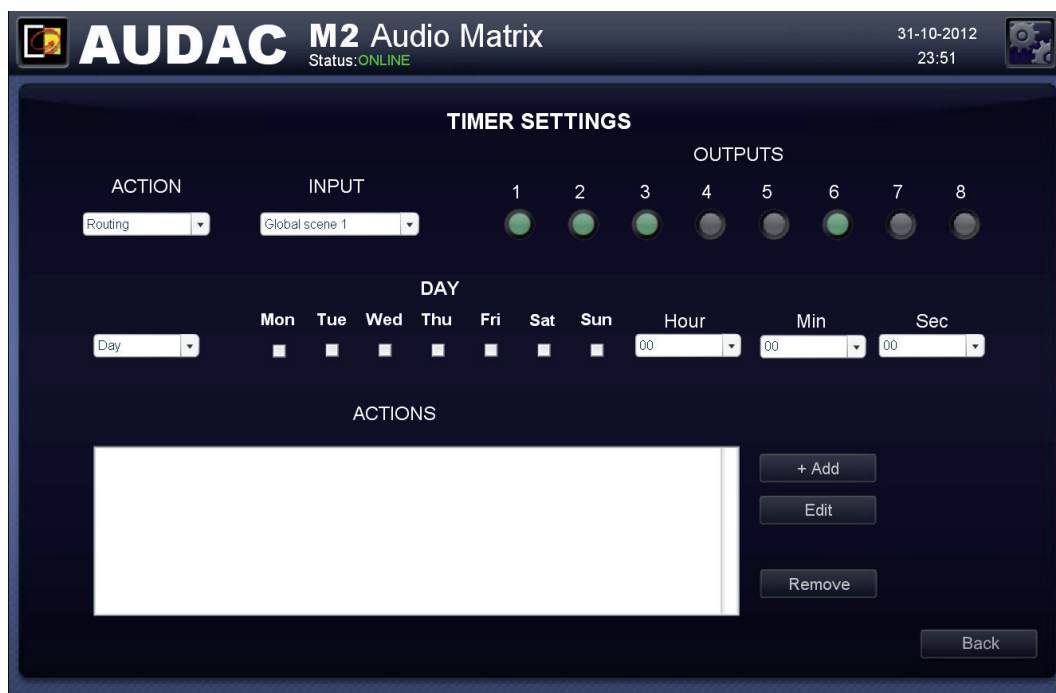 AUDAC M2 Audio Matrix 31-10-2012
Status:ONLINE 23:51
TIMER SETTINGS
OUTPUTS
ACTION INPUT 1 2 3 4 5 6 7 8
Routing Global scene 1
DAY
Mon Tue Wed Thu Fri Sat Sun Hour Min Sec
Day 00 00 00
ACTIONS
+ Add
Edit
Remove
Back